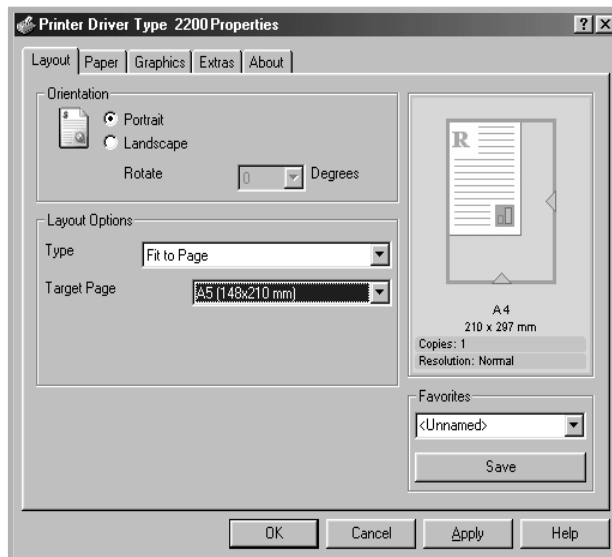 Printer Driver Type 2200 Properties
Layout Paper Graphics Extras About
Orientation
$
Portrait
Landscape
Rotate 0 Degrees
Layout Options
Type Fit to Page
Target Page A5 (148x210 mm)
R
A4
210 x 297 mm
Copies: 1
Resolution: Normal
Favorites
<Unnamed>
Save
OK Cancel Apply Help